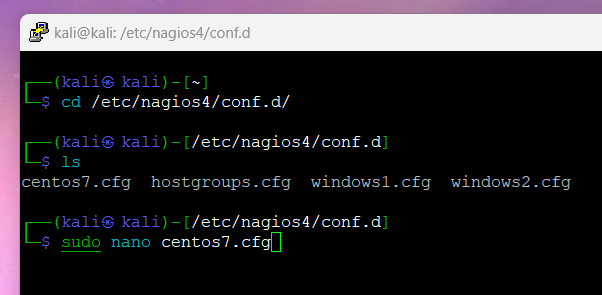 kali@kali: /etc/nagios4/conf.d
┌──(kali㉿ kali)-[~]
└─$ cd /etc/nagios4/conf.d/
┌──(kali㉿ kali)-[/etc/nagios4/conf.d]
└─$ ls
centos7.cfg  hostgroups.cfg  windows1.cfg  windows2.cfg
┌──(kali㉿ kali)-[/etc/nagios4/conf.d]
└─$ sudo nano centos7.cfg